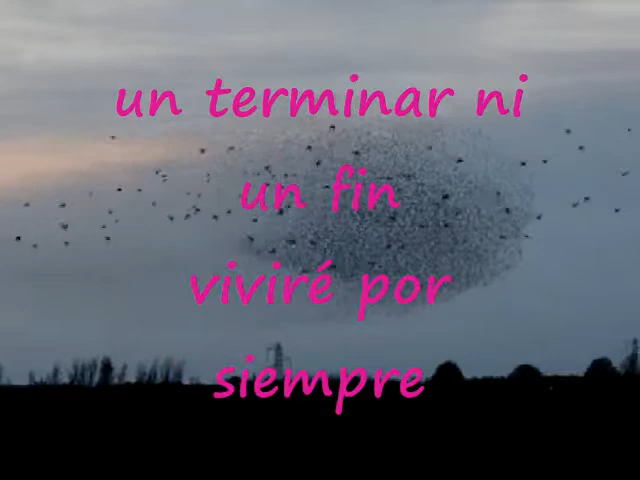 un terminar ni
un fin
viviré por
siempre